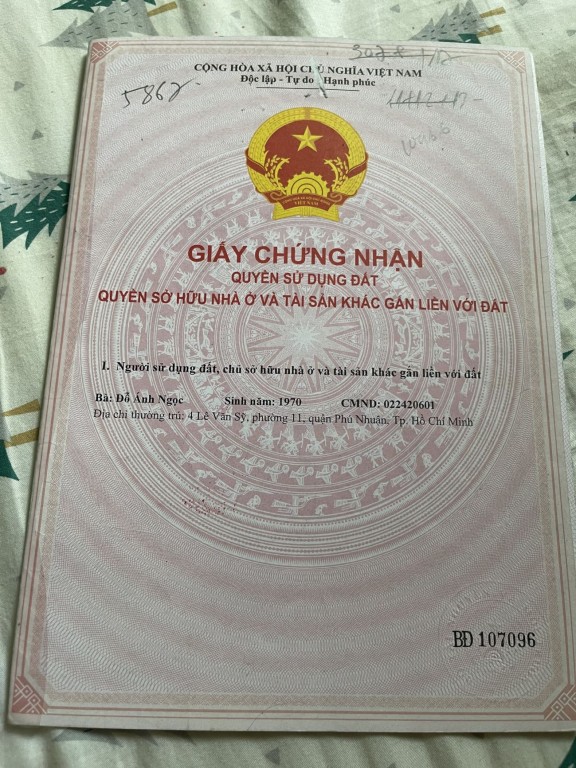 CỘNG HÒA XÃ HỘI CHỦ NGHĨA VIỆT NAM
Độc lập - Tự do - Hạnh phúc
5862
VIỆT NAM
GIẤY CHỨNG NHẬN
QUYỀN SỬ DỤNG ĐẤT
QUYỀN SỞ HỮU NHÀ Ở VÀ TÀI SẢN KHÁC GẮN LIỀN VỚI ĐẤT
I. Người sử dụng đất, chủ sở hữu nhà ở và tài sản khác gắn liền với đất
Bà: Đỗ Ánh Ngọc Sinh năm: 1970 CMND: 022420601
Địa chỉ thường trú: 4 Lê Văn Sỹ, phường 11, quận Phú Nhuận, Tp. Hồ Chí Minh
BĐ 107096